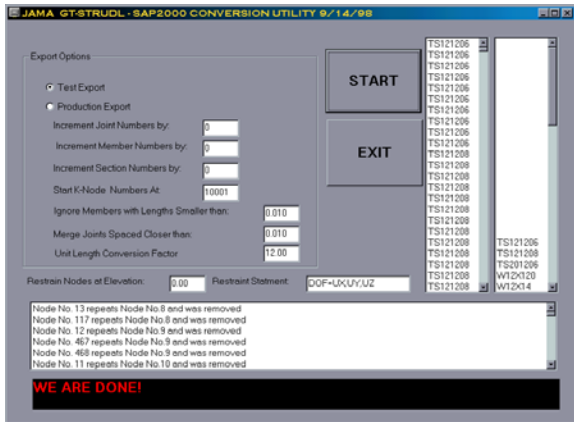 JAMA GT-STRUDL - SAP2000 CONVERSION UTILITY 9/14/98
Export Options
Test Export
Production Export
Increment Joint Numbers by: 0
Increment Member Numbers by: 0
Increment Section Numbers by: 0
Start K-Node Numbers At: 10001
Ignore Members with Lengths Smaller than: 0.010
Merge Joints Spaced Closer than: 0.010
Unit Length Conversion Factor 12.00
START
EXIT
TS121206
TS121206
TS121206
TS121206
TS121206
TS121206
TS121206
TS121206
TS121206
TS121208
TS121208
TS121208
TS121208
TS121208
TS121208
TS121208
TS121208
TS121208
TS121208
TS121208
TS121208
TS121208
TS121208
TS121206
TS121208
TS201206
W12X120
W12X14
Restrain Nodes at Elevation: 0.00 Restraint Statment: DOF=UX,UY,UZ
Node No. 13 repeats Node No.8 and was removed
Node No. 117 repeats Node No.8 and was removed
Node No. 12 repeats Node No.9 and was removed
Node No. 467 repeats Node No.9 and was removed
Node No. 468 repeats Node No.9 and was removed
Node No. 11 repeats Node No.10 and was removed
WE ARE DONE!